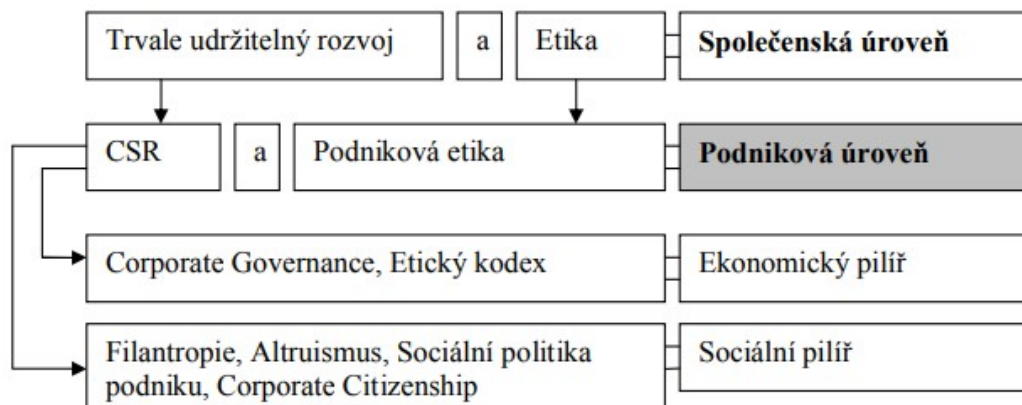 Trvale udržitelný rozvoj a Etika Společenská úroveň
CSR a Podniková etika Podniková úroveň
Corporate Governance, Etický kodex Ekonomický pilíř
Filantropie, Altruismus, Sociální politika podniku, Corporate Citizenship Sociální pilíř